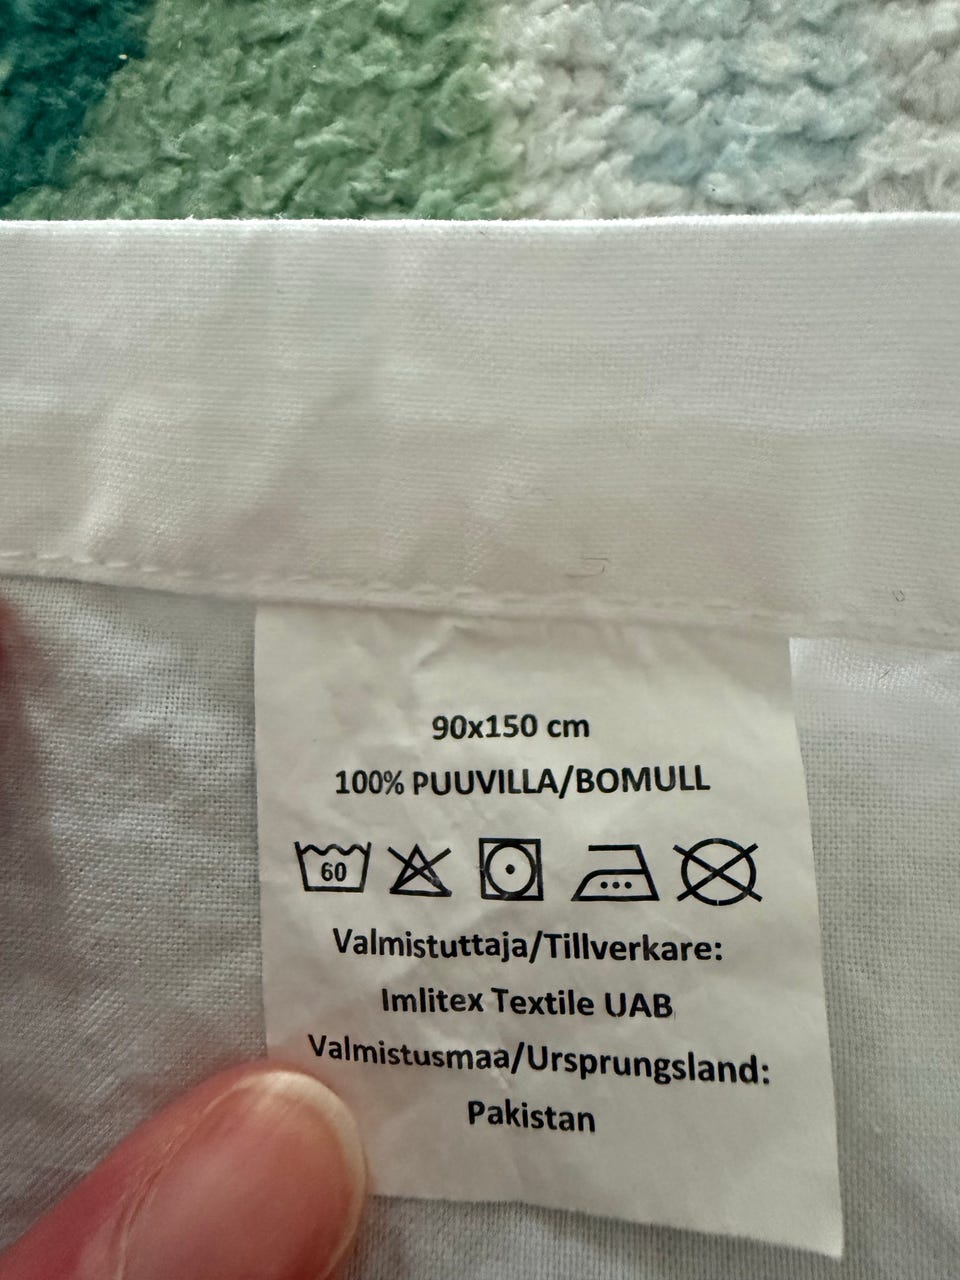 90x150 cm
100% PUUVILLA/BOMULL
60
Valmistuttaja/Tillverkare:
Imlitex Textile UAB
Valmistusmaa/Ursprungsland:
Pakistan